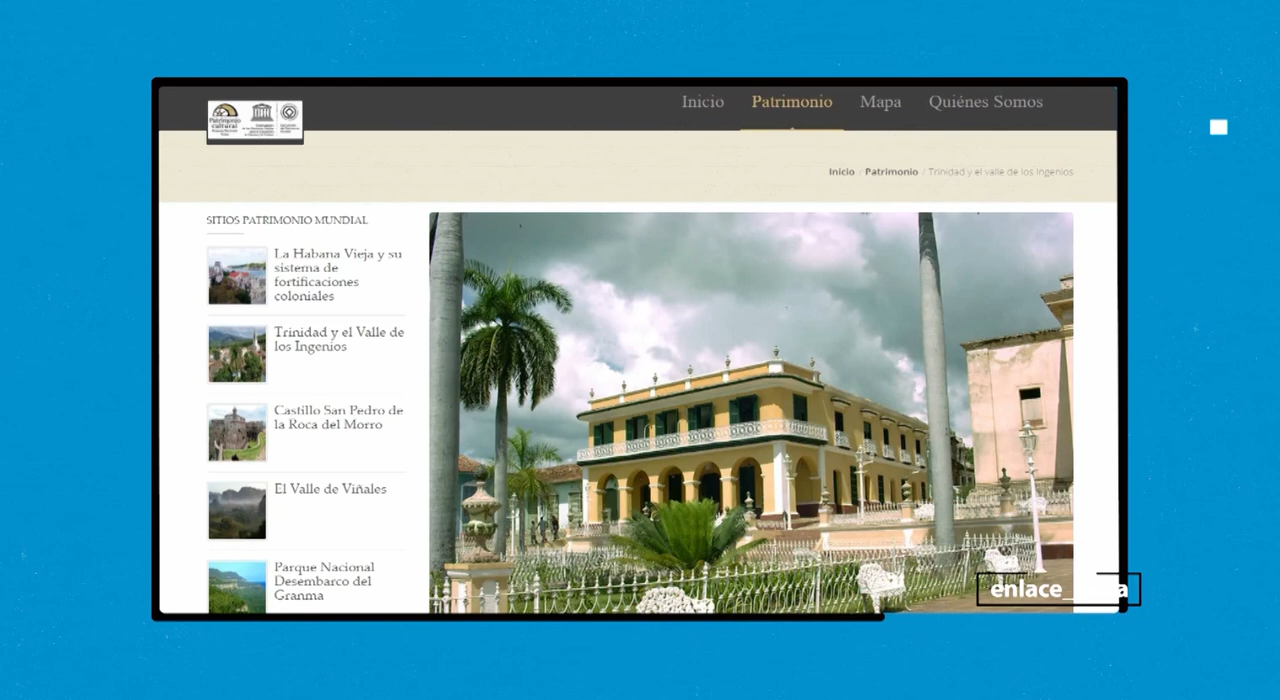 Patrimonio
cultural
Inicio Patrimonio Mapa Quiénes Somos
Inicio / Patrimonio / Trinidad y el valle de los Ingenios
SITIOS PATRIMONIO MUNDIAL
La Habana Vieja y su
sistema de
fortificaciones
coloniales
Trinidad y el Valle de
los Ingenios
Castillo San Pedro de
la Roca del Morro
El Valle de Viñales
Parque Nacional
Desembarco del
Granma